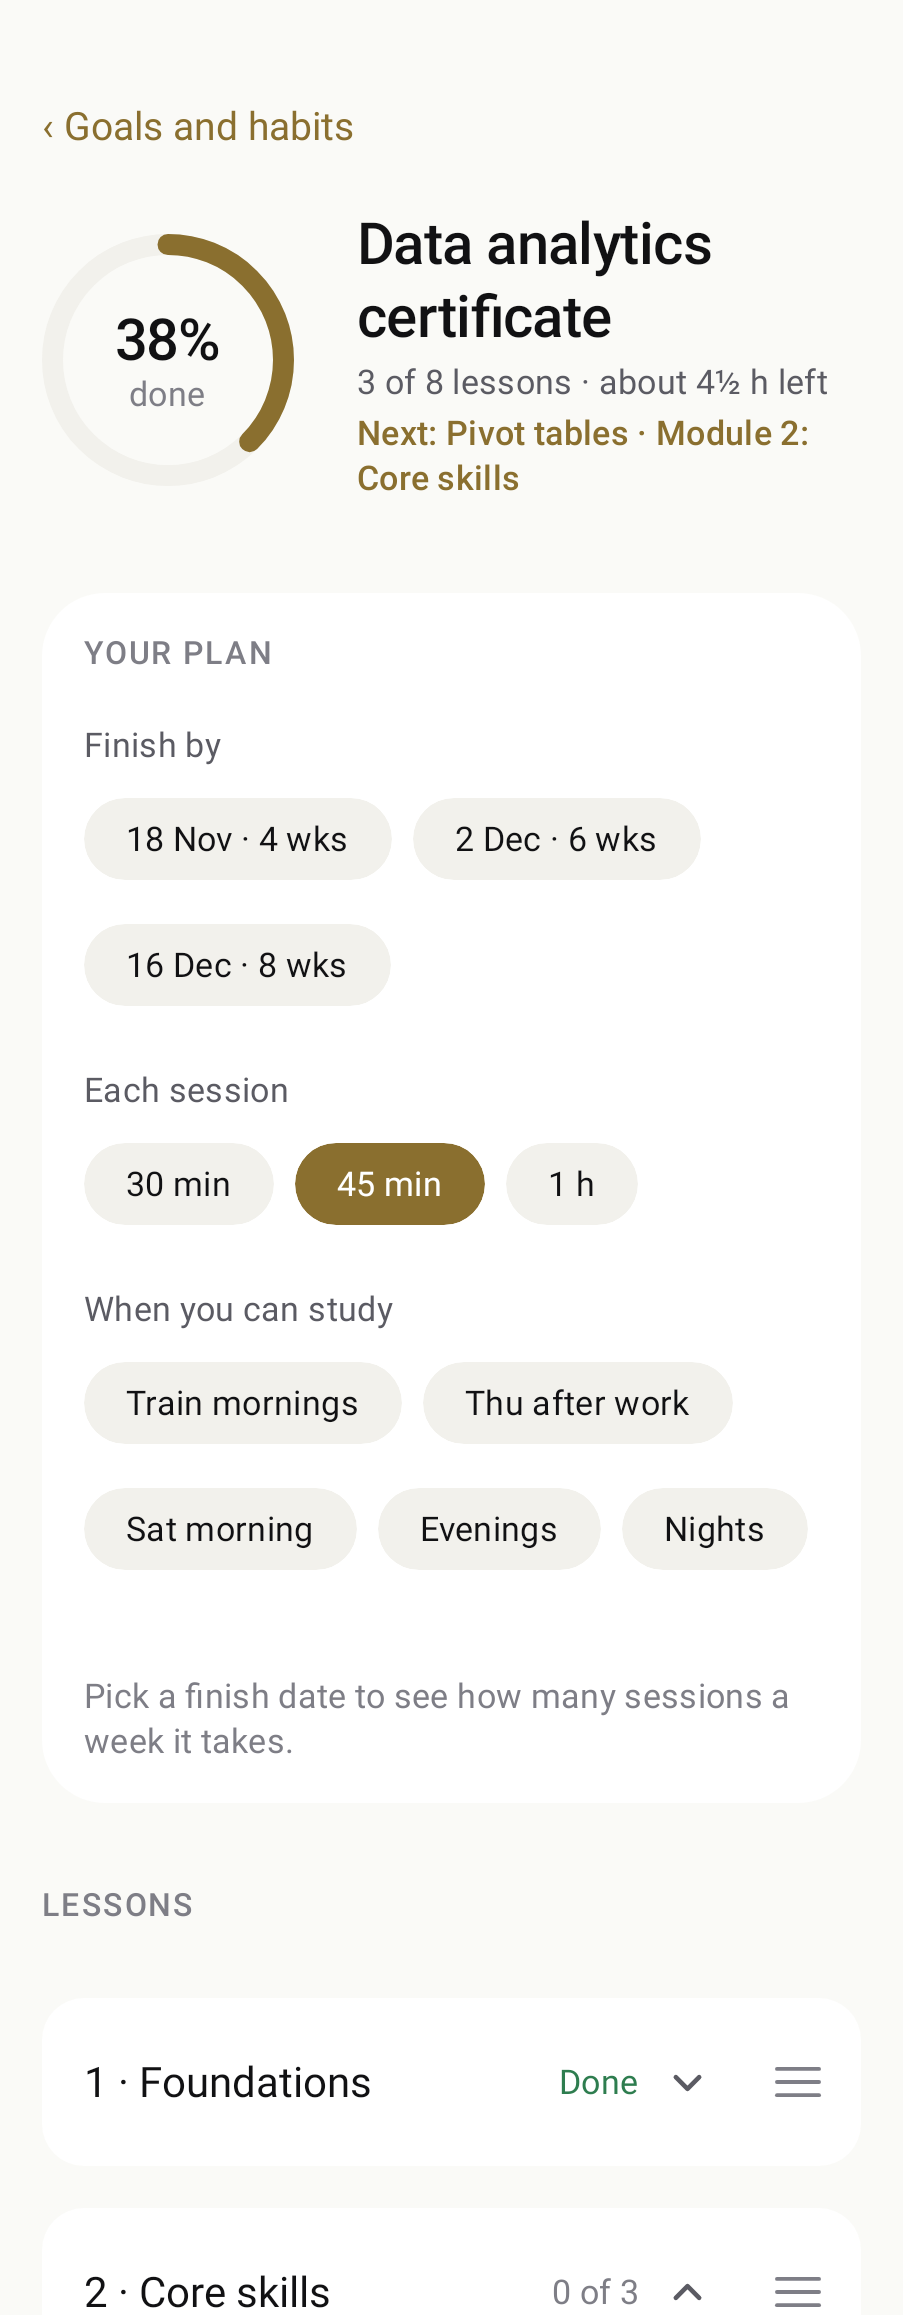 ‹ Goals and habits
38%
done
Data analytics
certificate
3 of 8 lessons · about 4½ h left
Next: Pivot tables · Module 2:
Core skills
YOUR PLAN
Finish by
18 Nov · 4 wks
2 Dec · 6 wks
16 Dec · 8 wks
Each session
30 min
45 min
1 h
When you can study
Train mornings
Thu after work
Sat morning
Evenings
Nights
Pick a finish date to see how many sessions a
week it takes.
LESSONS
1 · Foundations
Done
2 · Core skills
0 of 3